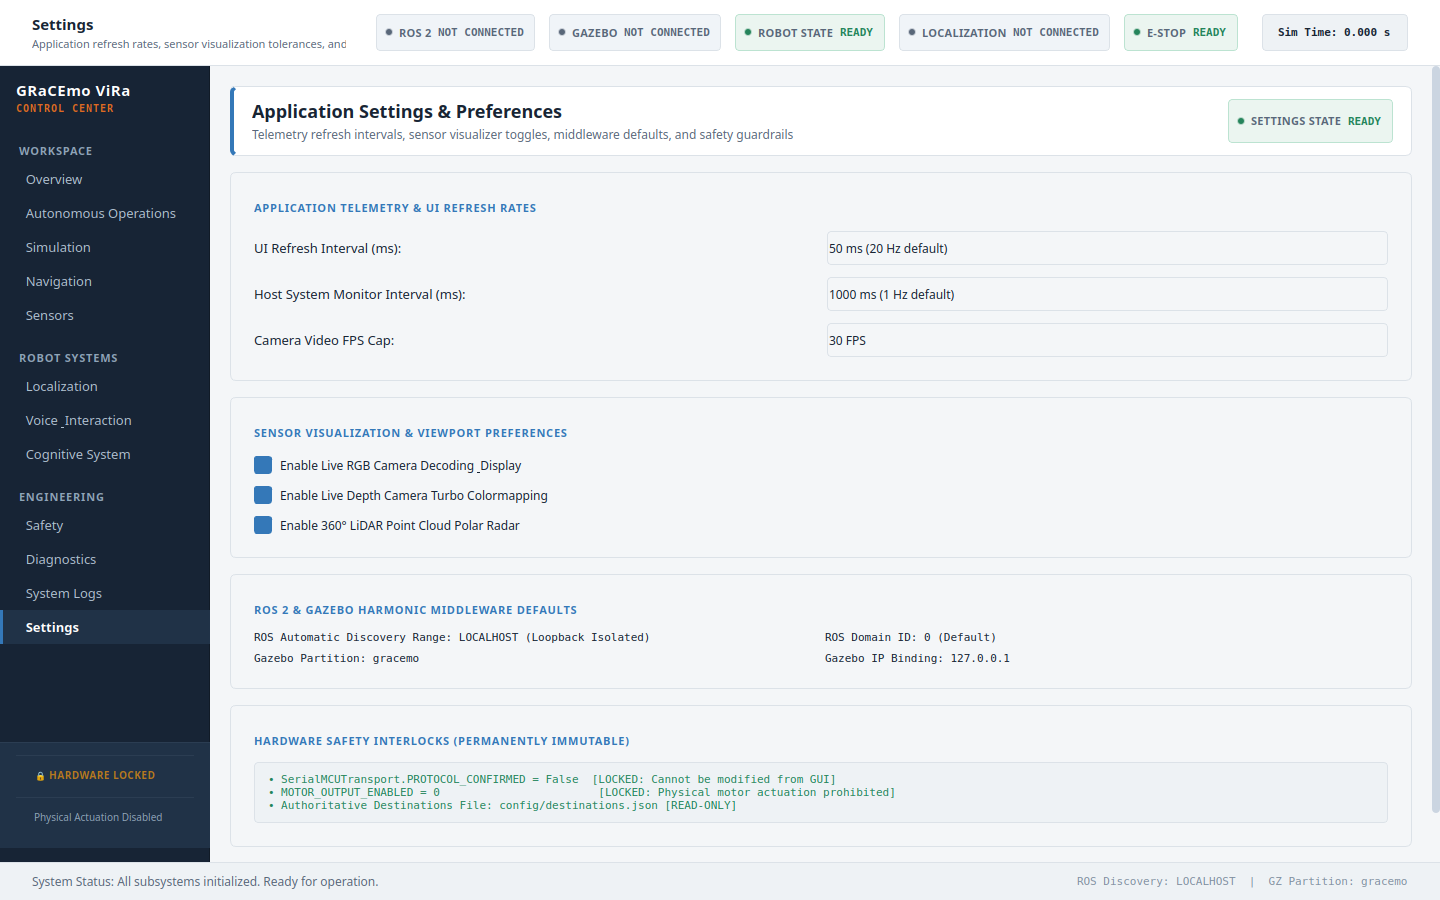 Settings
Application refresh rates, sensor visualization tolerances, and
ROS 2 NOT CONNECTED
GAZEBO NOT CONNECTED
ROBOT STATE READY
LOCALIZATION NOT CONNECTED
E-STOP READY
Sim Time: 0.000 s
GRaCEmo ViRa
CONTROL CENTER
WORKSPACE
Overview
Autonomous Operations
Simulation
Navigation
Sensors
ROBOT SYSTEMS
Localization
Voice _Interaction
Cognitive System
ENGINEERING
Safety
Diagnostics
System Logs
Settings
🔒 HARDWARE LOCKED
Physical Actuation Disabled
Application Settings & Preferences
Telemetry refresh intervals, sensor visualizer toggles, middleware defaults, and safety guardrails
SETTINGS STATE READY
APPLICATION TELEMETRY & UI REFRESH RATES
UI Refresh Interval (ms):
50 ms (20 Hz default)
Host System Monitor Interval (ms):
1000 ms (1 Hz default)
Camera Video FPS Cap:
30 FPS
SENSOR VISUALIZATION & VIEWPORT PREFERENCES
Enable Live RGB Camera Decoding _Display
Enable Live Depth Camera Turbo Colormapping
Enable 360° LiDAR Point Cloud Polar Radar
ROS 2 & GAZEBO HARMONIC MIDDLEWARE DEFAULTS
ROS Automatic Discovery Range: LOCALHOST (Loopback Isolated)
ROS Domain ID: 0 (Default)
Gazebo Partition: gracemo
Gazebo IP Binding: 127.0.0.1
HARDWARE SAFETY INTERLOCKS (PERMANENTLY IMMUTABLE)
• SerialMCUTransport.PROTOCOL_CONFIRMED = False [LOCKED: Cannot be modified from GUI]
• MOTOR_OUTPUT_ENABLED = 0 [LOCKED: Physical motor actuation prohibited]
• Authoritative Destinations File: config/destinations.json [READ-ONLY]
System Status: All subsystems initialized. Ready for operation.
ROS Discovery: LOCALHOST | GZ Partition: gracemo